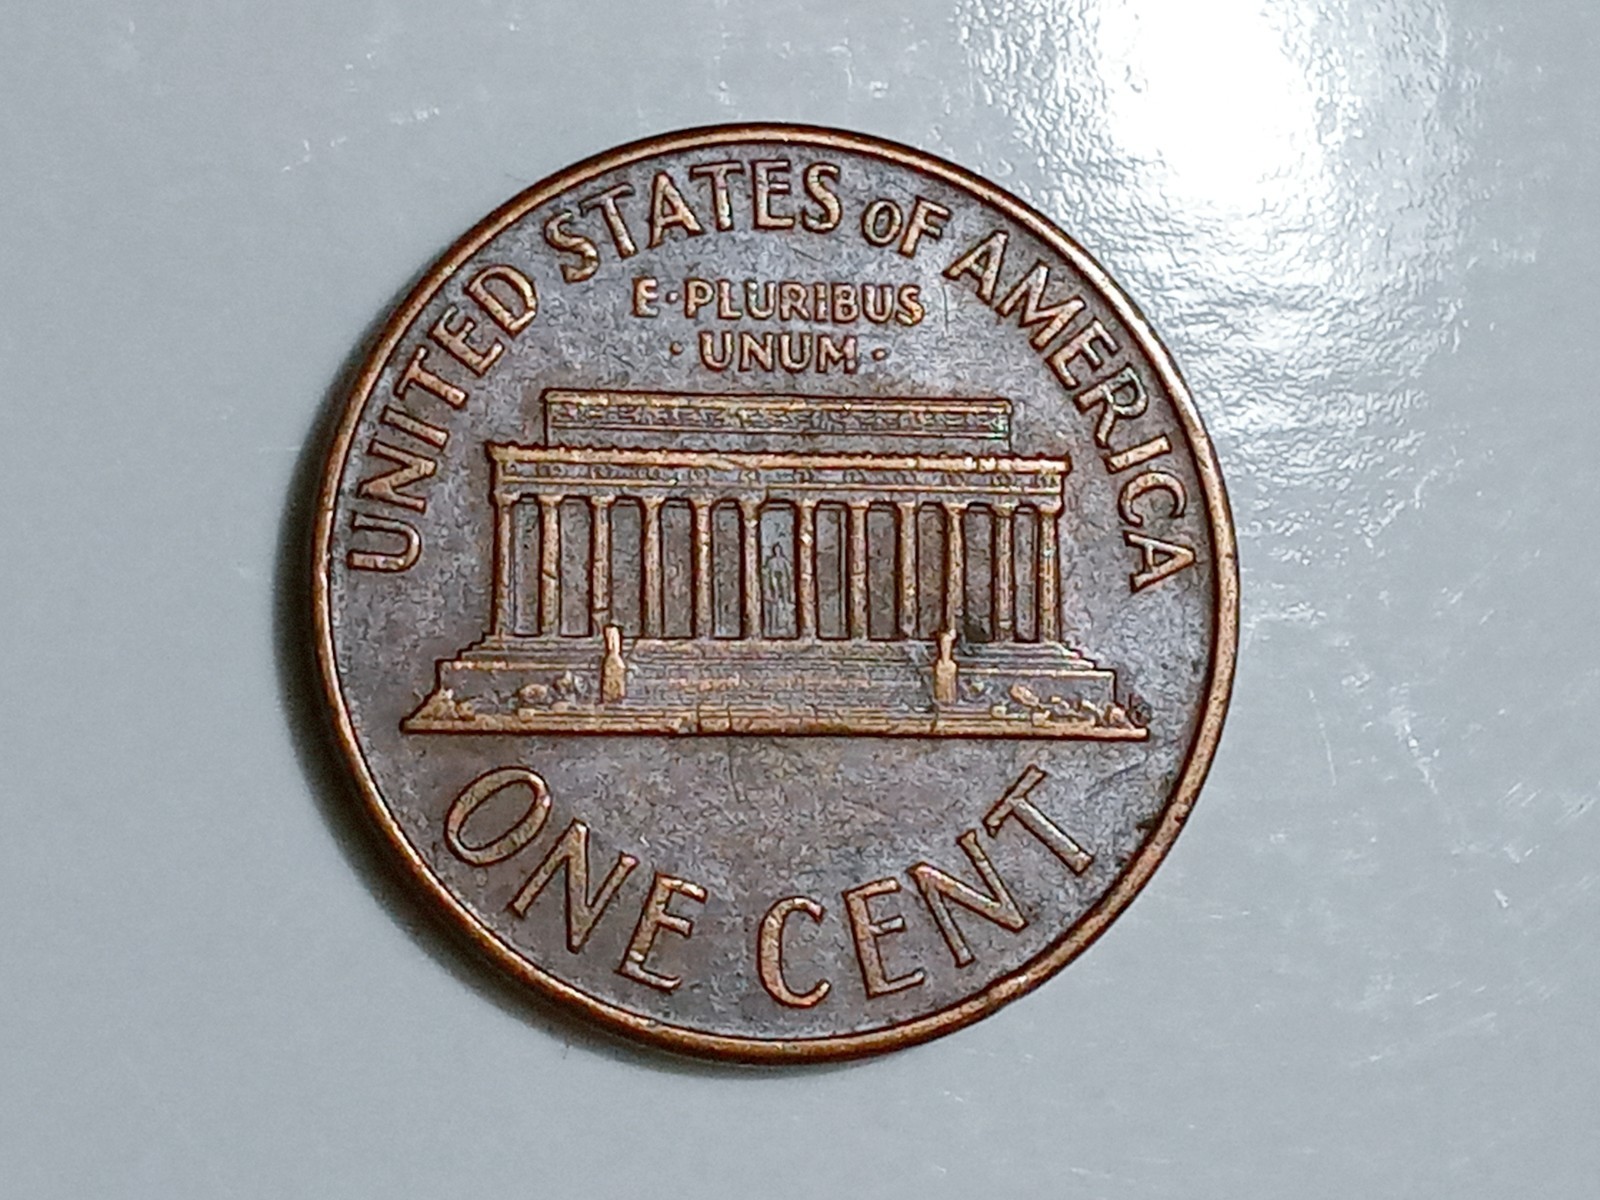 UNITED STATES OF AMERICA
E·PLURIBUS
·UNUM·
ONE CENT